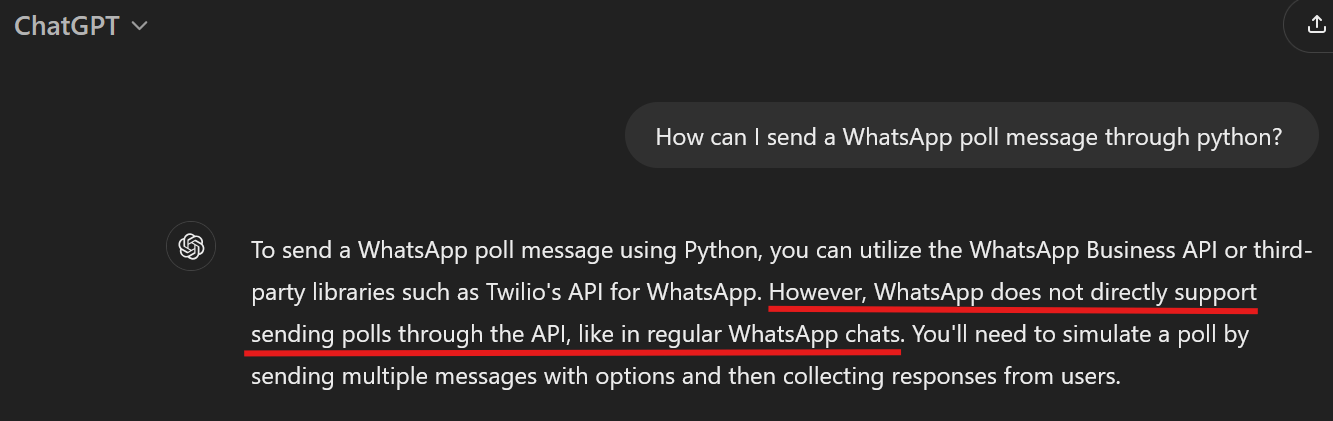 ChatGPT
How can I send a WhatsApp poll message through python?
To send a WhatsApp poll message using Python, you can utilize the WhatsApp Business API or third-
party libraries such as Twilio's API for WhatsApp. However, WhatsApp does not directly support
sending polls through the API, like in regular WhatsApp chats. You'll need to simulate a poll by
sending multiple messages with options and then collecting responses from users.